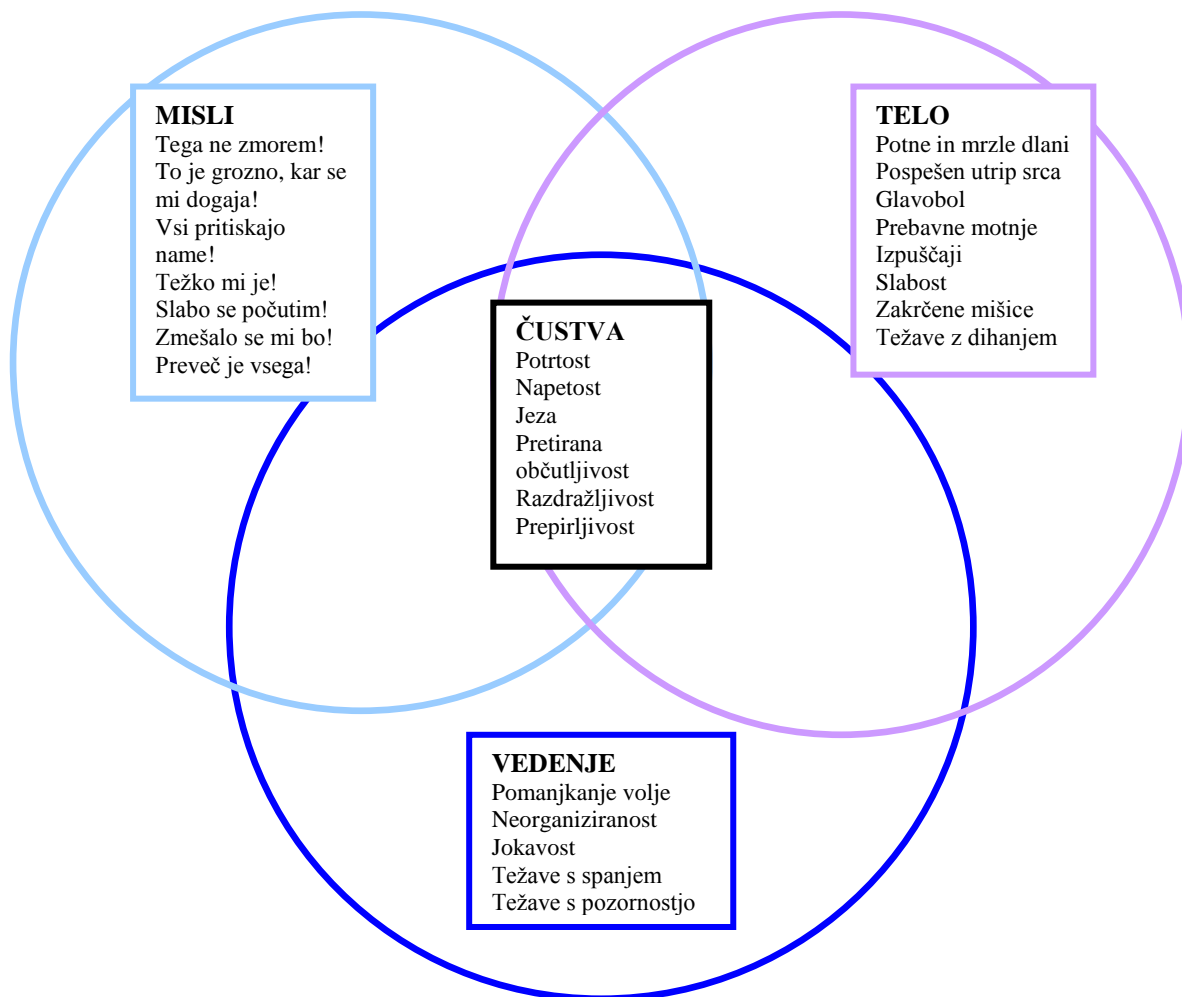 MISLI
Tega ne zmorem!
To je grozno, kar se
mi dogaja!
Vsi pritiskajo
name!
Težko mi je!
Slabo se počutim!
Zmešalo se mi bo!
Preveč je vsega!
TELO
Potne in mrzle dlani
Pospešen utrip srca
Glavobol
Prebavne motnje
Izpuščaji
Slabost
Zakrčene mišice
Težave z dihanjem
ČUSTVA
Potrtost
Napetost
Jeza
Pretirana
občutljivost
Razdražljivost
Prepirljivost
VEDENJE
Pomanjkanje volje
Neorganiziranost
Jokavost
Težave s spanjem
Težave s pozornostjo